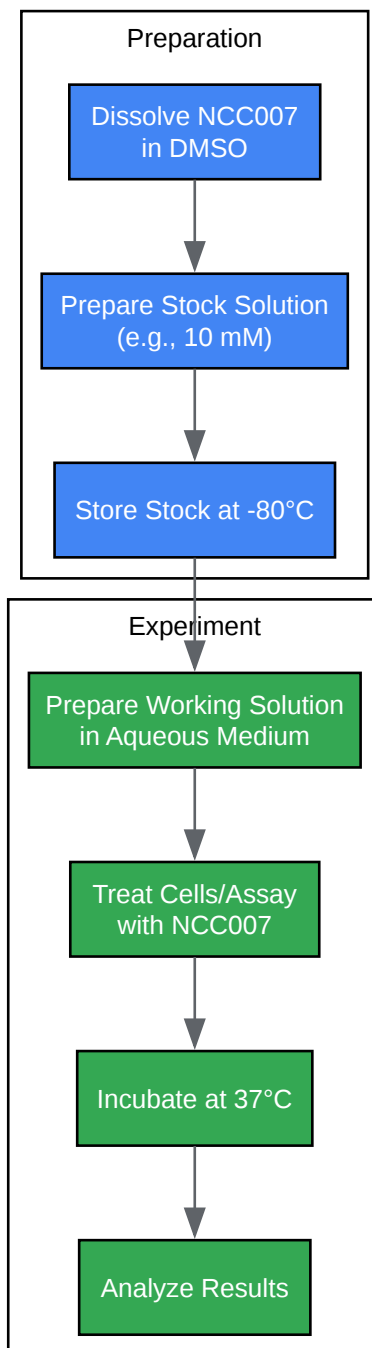 Preparation
Dissolve NCC007
in DMSO
Prepare Stock Solution
(e.g., 10 mM)
Store Stock at -80°C
Experiment
Prepare Working Solution
in Aqueous Medium
Treat Cells/Assay
with NCC007
Incubate at 37°C
Analyze Results